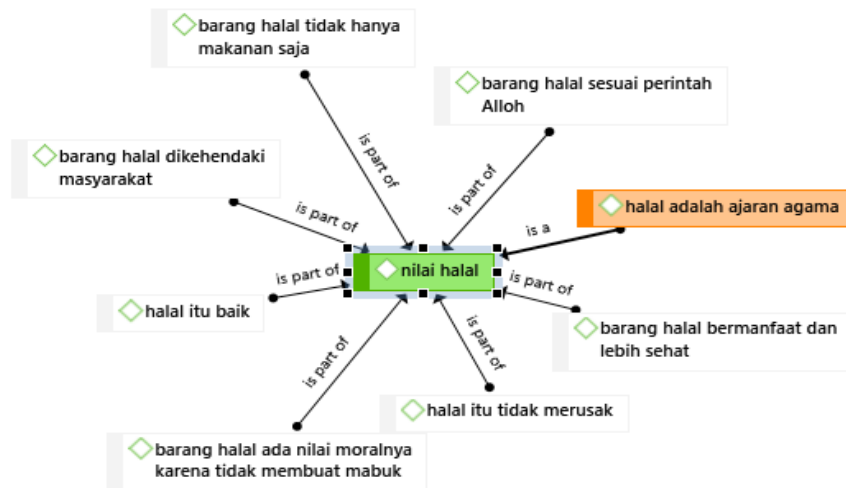 barang halal tidak hanya
makanan saja
barang halal sesuai perintah
Alloh
is part of
barang halal dikehendaki
masyarakat
is part of
is part of
halal adalah ajaran agama
is a
nilai halal
is part of
is part of
halal itu baik
barang halal bermanfaat dan
lebih sehat
is part of
is part of
halal itu tidak merusak
barang halal ada nilai moralnya
karena tidak membuat mabuk